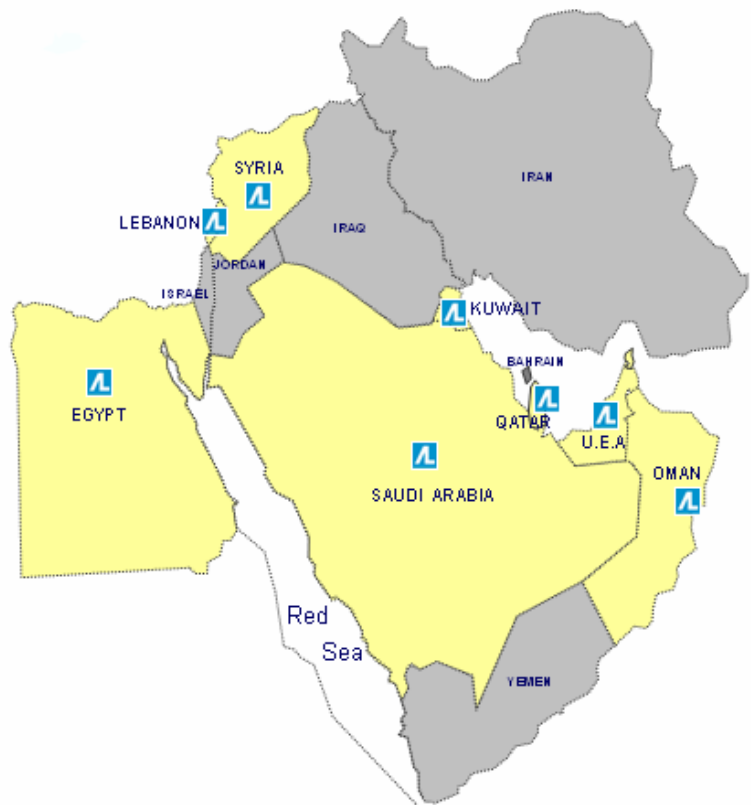 SYRIA
IRAN
LEBANON
IRAQ
JORDAN
ISRAEL
KUWAIT
BAHRAIN
EGYPT
QATAR
U.E.A
OMAN
SAUDI ARABIA
Red
Sea
YEMEN